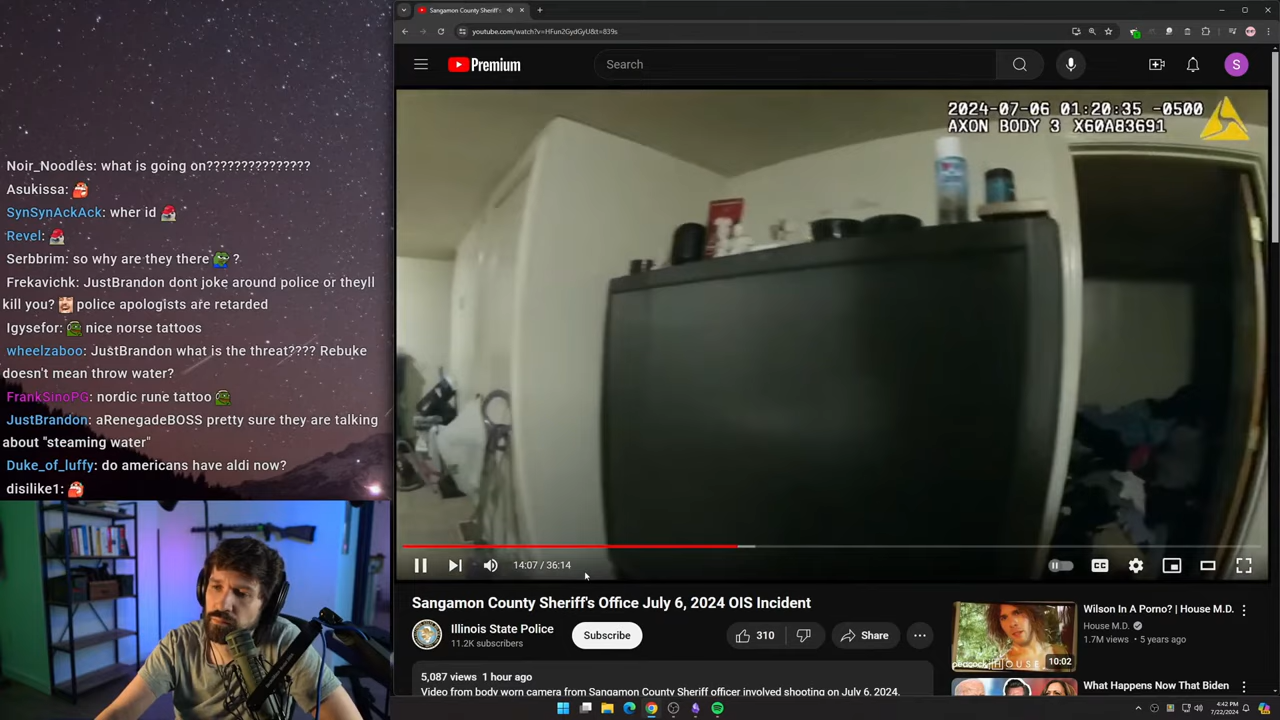 Sangamon County Sheriff's
youtube.com/watch?v=HFun2GydGyU&t=839s
Premium
Search
S
2024-07-06 01:20:35 -0500
AXON BODY 3 X60A83691
Noir_Noodles: what is going on???????????????
Asukissa:
SynSynAckAck: wher id
Revel:
Serbbrim: so why are they there ?
Frekavichk: JustBrandon dont joke around police or theyll
kill you? police apologists are retarded
Igysefor: nice norse tattoos
wheelzaboo: JustBrandon what is the threat???? Rebuke
doesn't mean throw water?
FrankSinoPG: nordic rune tattoo
JustBrandon: aRenegadeBOSS pretty sure they are talking
about "steaming water"
Duke_of_luffy: do americans have aldi now?
disilike1:
14:07 / 36:14
CC
Sangamon County Sheriff's Office July 6, 2024 OIS Incident
Illinois State Police
11.2K subscribers
Subscribe
310
Share
5,087 views 1 hour ago
Video from body worn camera from Sangamon County Sheriff officer involved shooting on July 6, 2024.
peacock HOUSE
10:02
Wilson In A Porno? | House M.D.
House M.D.
1.7M views • 5 years ago
What Happens Now That Biden
4:42 PM
7/22/2024